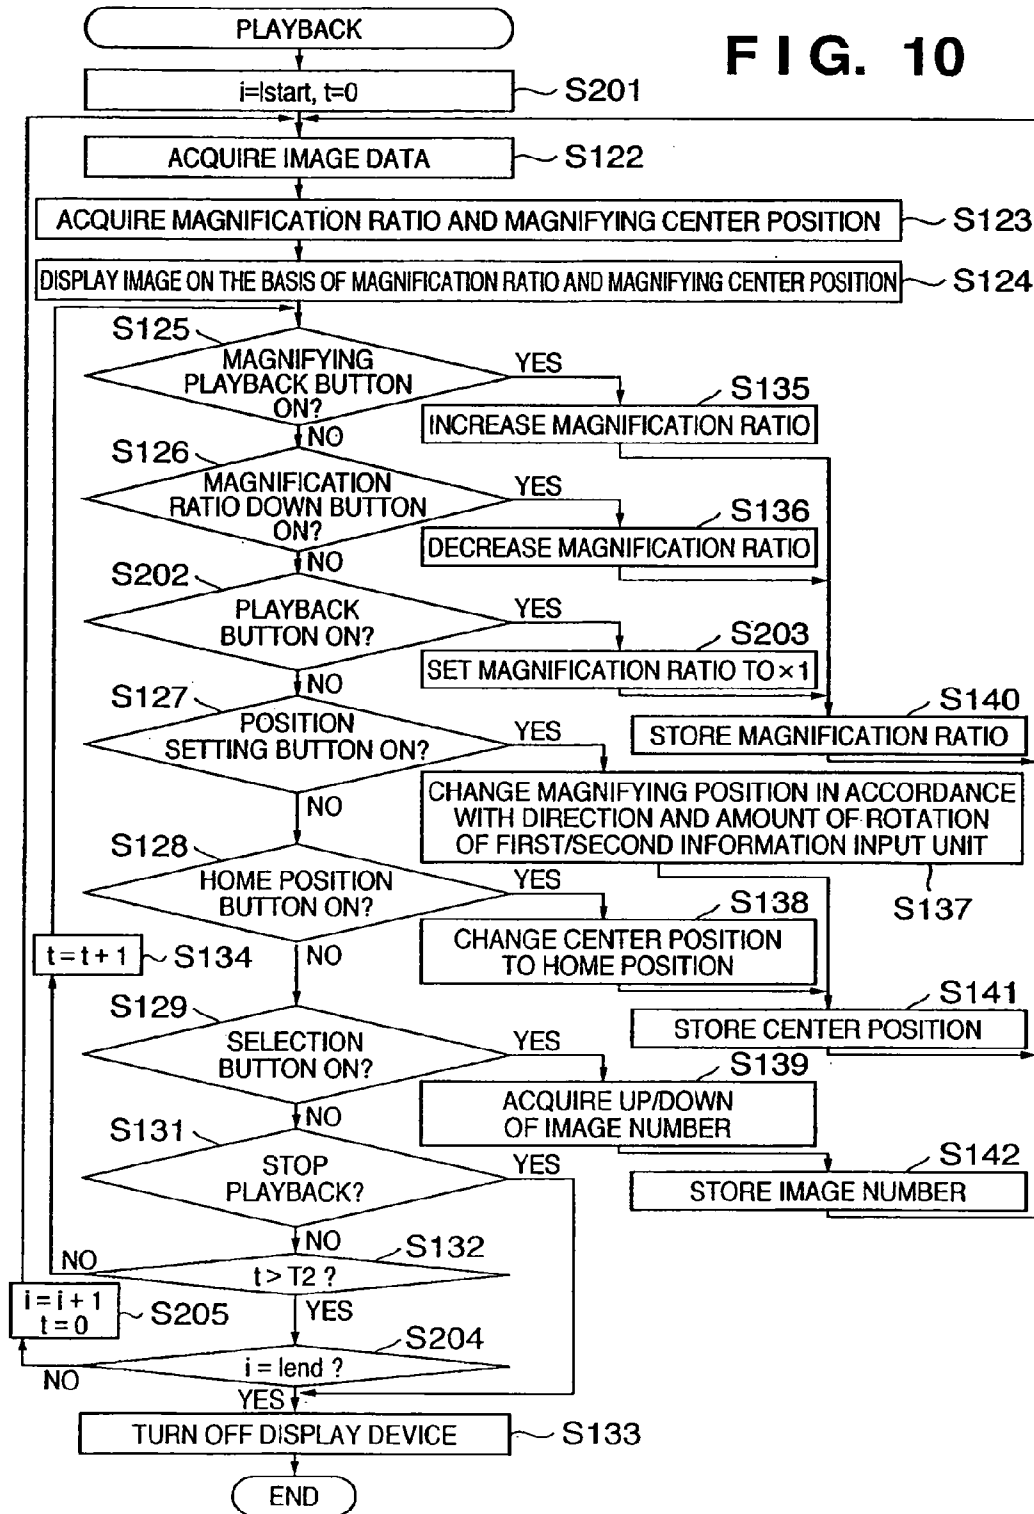 PLAYBACK
FIG. 10
i=Istart, t=0
S201
ACQUIRE IMAGE DATA
S122
ACQUIRE MAGNIFICATION RATIO AND MAGNIFYING CENTER POSITION
S123
DISPLAY IMAGE ON THE BASIS OF MAGNIFICATION RATIO AND MAGNIFYING CENTER POSITION
S124
S125
MAGNIFYING
PLAYBACK BUTTON
ON?
YES
NO
S135
INCREASE MAGNIFICATION RATIO
S126
MAGNIFICATION
RATIO DOWN BUTTON
ON?
YES
NO
S136
DECREASE MAGNIFICATION RATIO
S202
PLAYBACK
BUTTON ON?
YES
NO
S203
SET MAGNIFICATION RATIO TO ×1
S127
POSITION
SETTING BUTTON ON?
YES
NO
S140
STORE MAGNIFICATION RATIO
CHANGE MAGNIFYING POSITION IN ACCORDANCE
WITH DIRECTION AND AMOUNT OF ROTATION
OF FIRST/SECOND INFORMATION INPUT UNIT
S137
S128
HOME POSITION
BUTTON ON?
YES
NO
S138
CHANGE CENTER POSITION
TO HOME POSITION
t=t+1
S134
S141
STORE CENTER POSITION
S129
SELECTION
BUTTON ON?
YES
NO
S139
ACQUIRE UP/DOWN
OF IMAGE NUMBER
S131
STOP
PLAYBACK?
YES
NO
S142
STORE IMAGE NUMBER
S132
t > T2 ?
NO
YES
i=i+1
t=0
S205
S204
i = Iend ?
NO
YES
TURN OFF DISPLAY DEVICE
S133
END